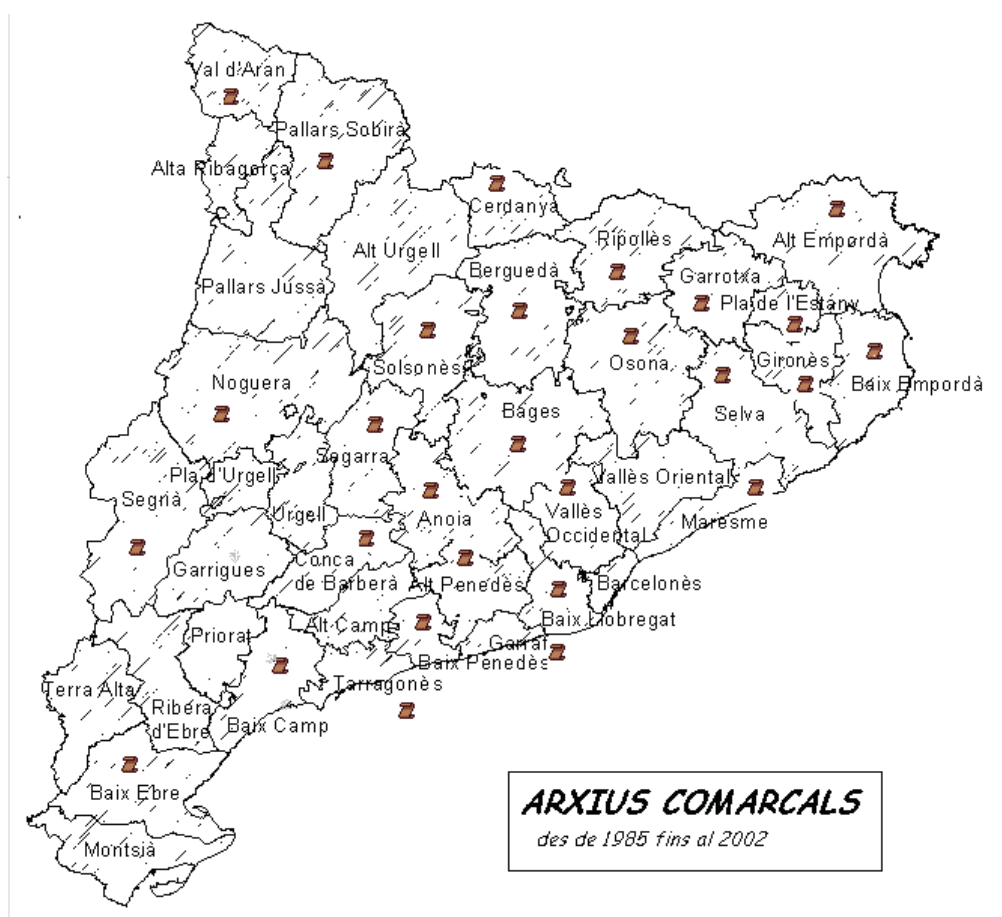 Val d'Aran
Pallars Sobirà
Alta Ribagorça
Cerdanya
Alt Urgell
Ripollès
Alt Empordà
Berguedà
Garrotxa
Pallars Jussà
Pla de l'Estany
Solsonès
Osona
Gironès
Noguera
Baix Empordà
Bages
Selva
Segarra
Pla d'Urgell
Vallès Oriental
Segrià
Urgell
Anoia
Vallès
Occidental
Maresme
Garrigues
Conca
de Barberà
Alt Penedès
Barcelonès
Baix Llobregat
Alt Camp
Priorat
Garraf
Baix Penedès
Terra Alta
Tarragonès
Ribera
d'Ebre
Baix Camp
Baix Ebre
Montsià
ARXIUS COMARCALS
des de 1985 fins al 2002